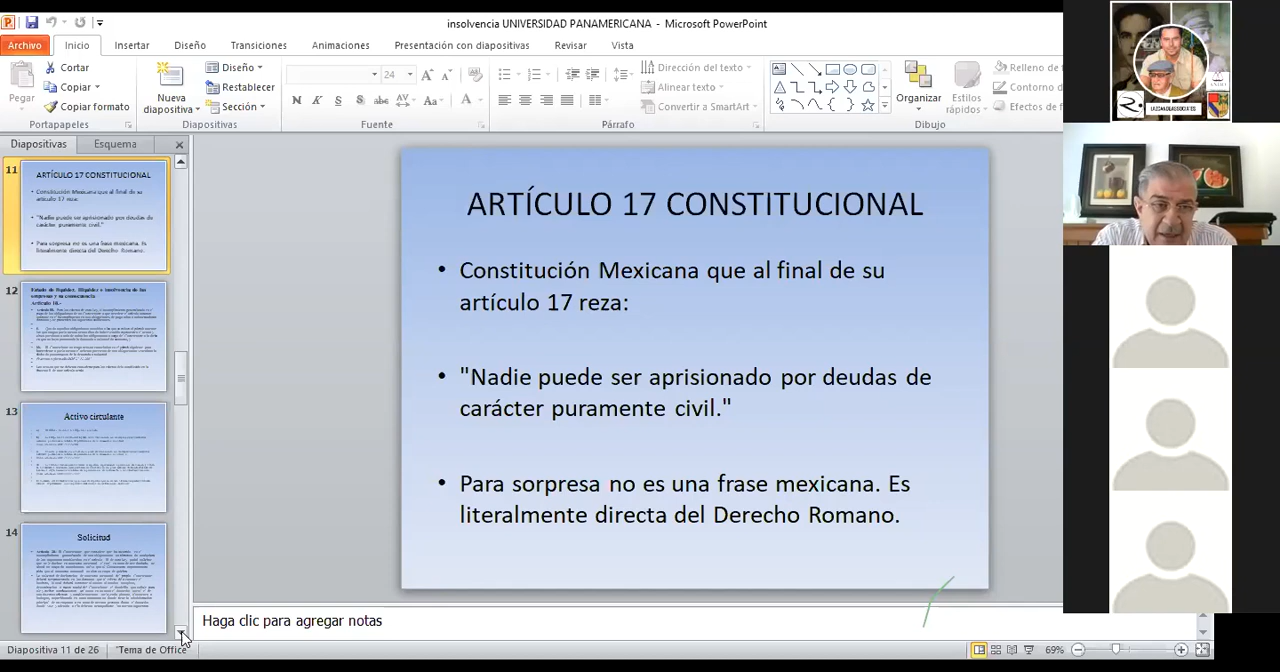 insolvencia UNIVERSIDAD PANAMERICANA - Microsoft PowerPoint
Archivo Inicio Insertar Diseño Transiciones Animaciones Presentación con diapositivas Revisar Vista
Pegar
Cortar
Copiar
Copiar formato
Portapapeles
Nueva
diapositiva
Diseño
Restablecer
Sección
Diapositivas
24
Fuente
Párrafo
Dirección del texto
Alinear texto
Convertir a SmartArt
Organizar
Estilos
rápidos
Relleno de
Contorno d
Efectos de
Dibujo
Diapositivas Esquema
11
ARTÍCULO 17 CONSTITUCIONAL
Constitución Mexicana que al final de su
artículo 17 reza:
"Nadie puede ser aprisionado por deudas de
carácter puramente civil."
Para sorpresa no es una frase mexicana. Es
literalmente directa del Derecho Romano.
12
13
Activo circulante
14
Solicitud
ARTÍCULO 17 CONSTITUCIONAL
• Constitución Mexicana que al final de su
artículo 17 reza:
• "Nadie puede ser aprisionado por deudas de
carácter puramente civil."
• Para sorpresa no es una frase mexicana. Es
literalmente directa del Derecho Romano.
Haga clic para agregar notas
Diapositiva 11 de 26 "Tema de Office
69%